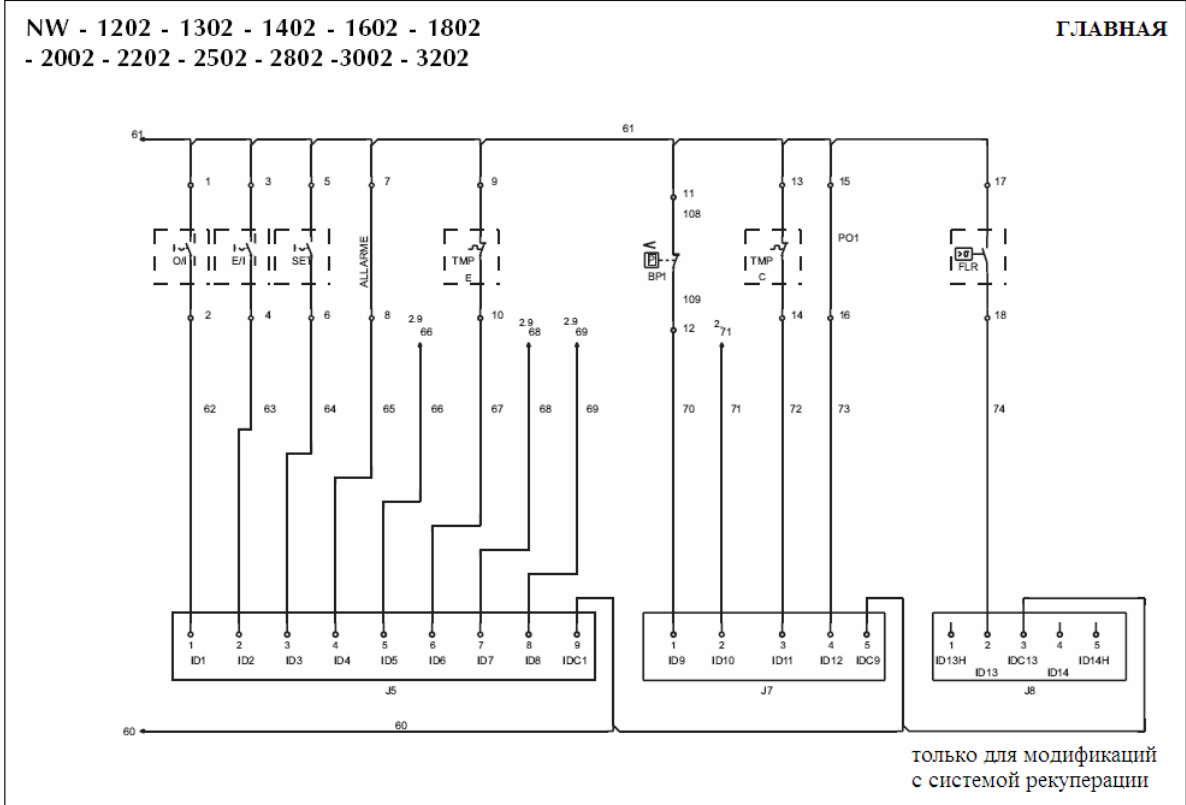 NW - 1202 - 1302 - 1402 - 1602 - 1802
- 2002 - 2202 - 2502 - 2802 -3002 - 3202
ГЛАВНАЯ
61 61
1 3 5 7 9 11 13 15 17
108
O/I E/I SET ALLARME TMP E BP1 TMP C PO1 FLR
109
2 4 6 8 10 12 14 16 18
2.9 66 2.9 68 2.9 69 2 71
62 63 64 65 66 67 68 69 70 71 72 73 74
1 2 3 4 5 6 7 8 9
ID1 ID2 ID3 ID4 ID5 ID6 ID7 ID8 IDC1
J5
1 2 3 4 5
ID9 ID10 ID11 ID12 IDC9
J7
1 2 3 4 5
ID13H ID13 IDC13 ID14 ID14H
J8
60 60
только для модификаций
с системой рекуперации